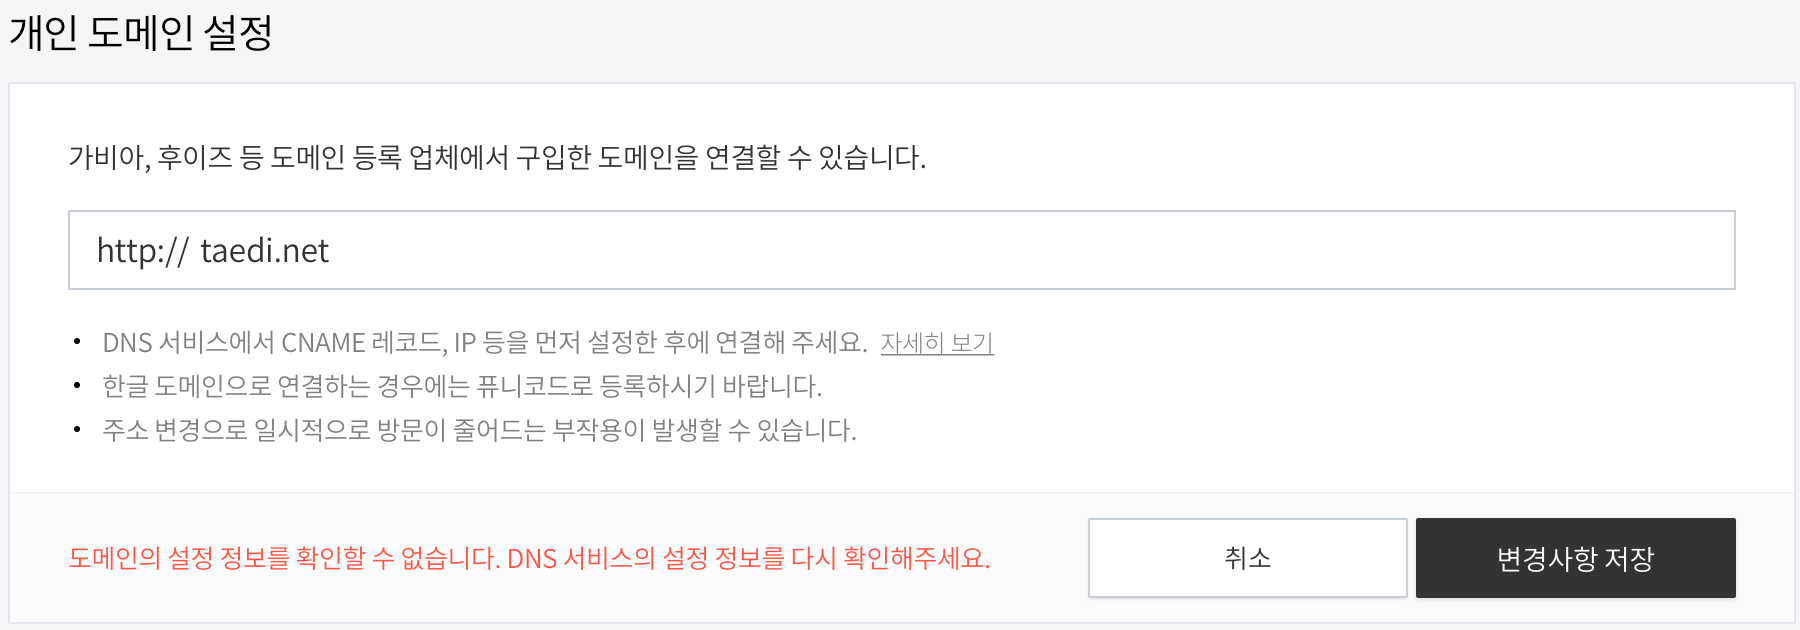 개인 도메인 설정
가비아, 후이즈 등 도메인 등록 업체에서 구입한 도메인을 연결할 수 있습니다.
http:// taedi.net
• DNS 서비스에서 CNAME 레코드, IP 등을 먼저 설정한 후에 연결해 주세요. 자세히 보기
• 한글 도메인으로 연결하는 경우에는 퓨니코드로 등록하시기 바랍니다.
• 주소 변경으로 일시적으로 방문이 줄어드는 부작용이 발생할 수 있습니다.
도메인의 설정 정보를 확인할 수 없습니다. DNS 서비스의 설정 정보를 다시 확인해주세요. 취소 변경사항 저장